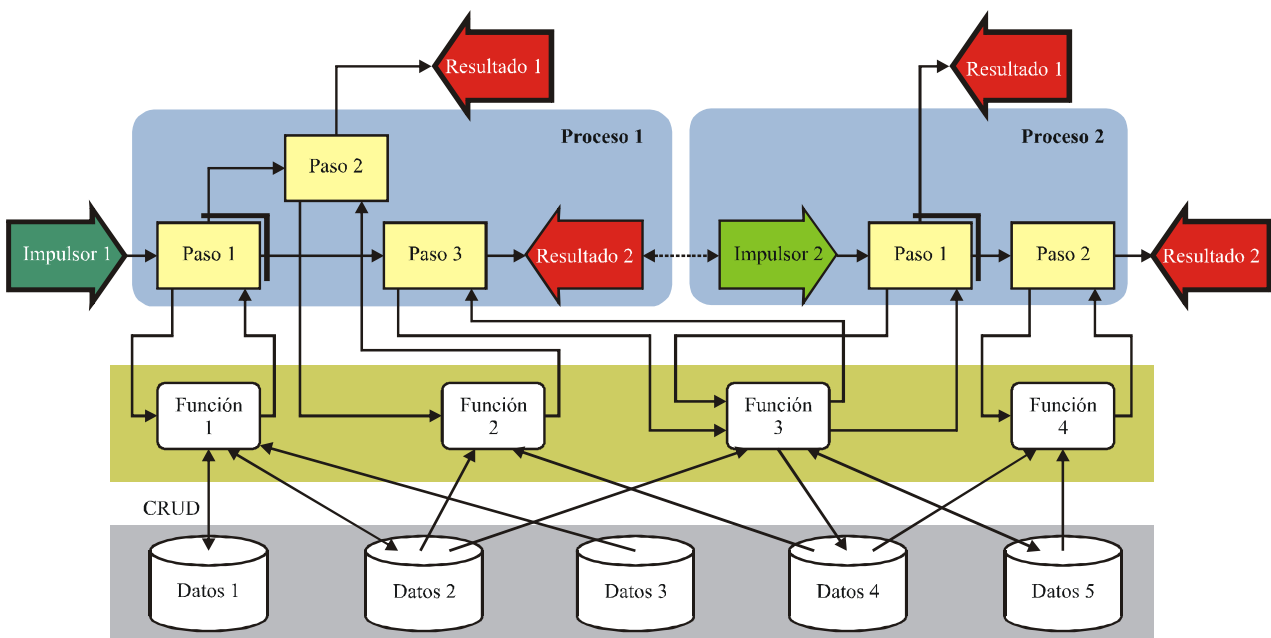 Resultado 1
Resultado 1
Proceso 1
Proceso 2
Paso 2
Impulsor 1
Paso 1
Paso 3
Resultado 2
Impulsor 2
Paso 1
Paso 2
Resultado 2
Función
1
Función
2
Función
3
Función
4
CRUD
Datos 1
Datos 2
Datos 3
Datos 4
Datos 5